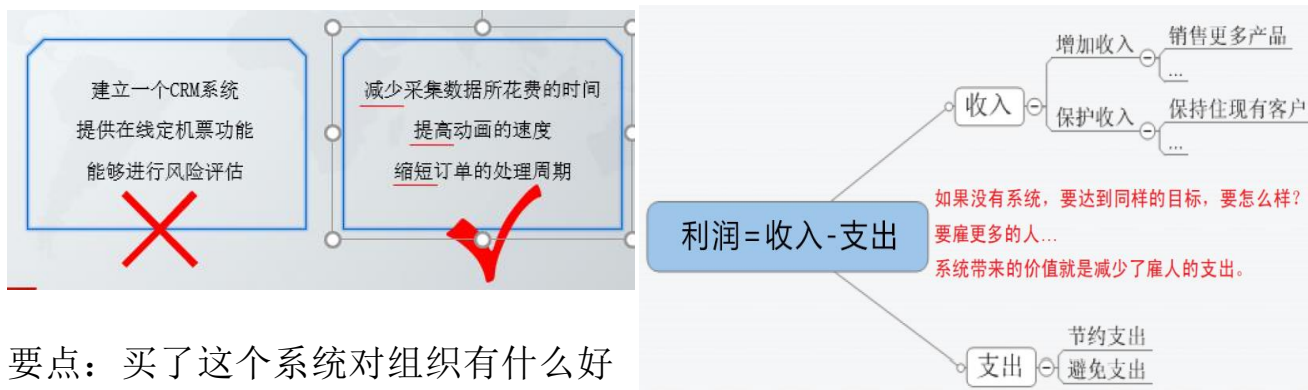 建立一个CRM系统
提供在线定机票功能
能够进行风险评估
减少采集数据所花费的时间
提高动画的速度
缩短订单的处理周期
要点：买了这个系统对组织有什么好
利润=收入-支出
收入
增加收入
销售更多产品
...
保护收入
保持住现有客户
...
如果没有系统，要达到同样的目标，要怎么样？
要雇更多的人...
系统带来的价值就是减少了雇人的支出。
支出
节约支出
避免支出